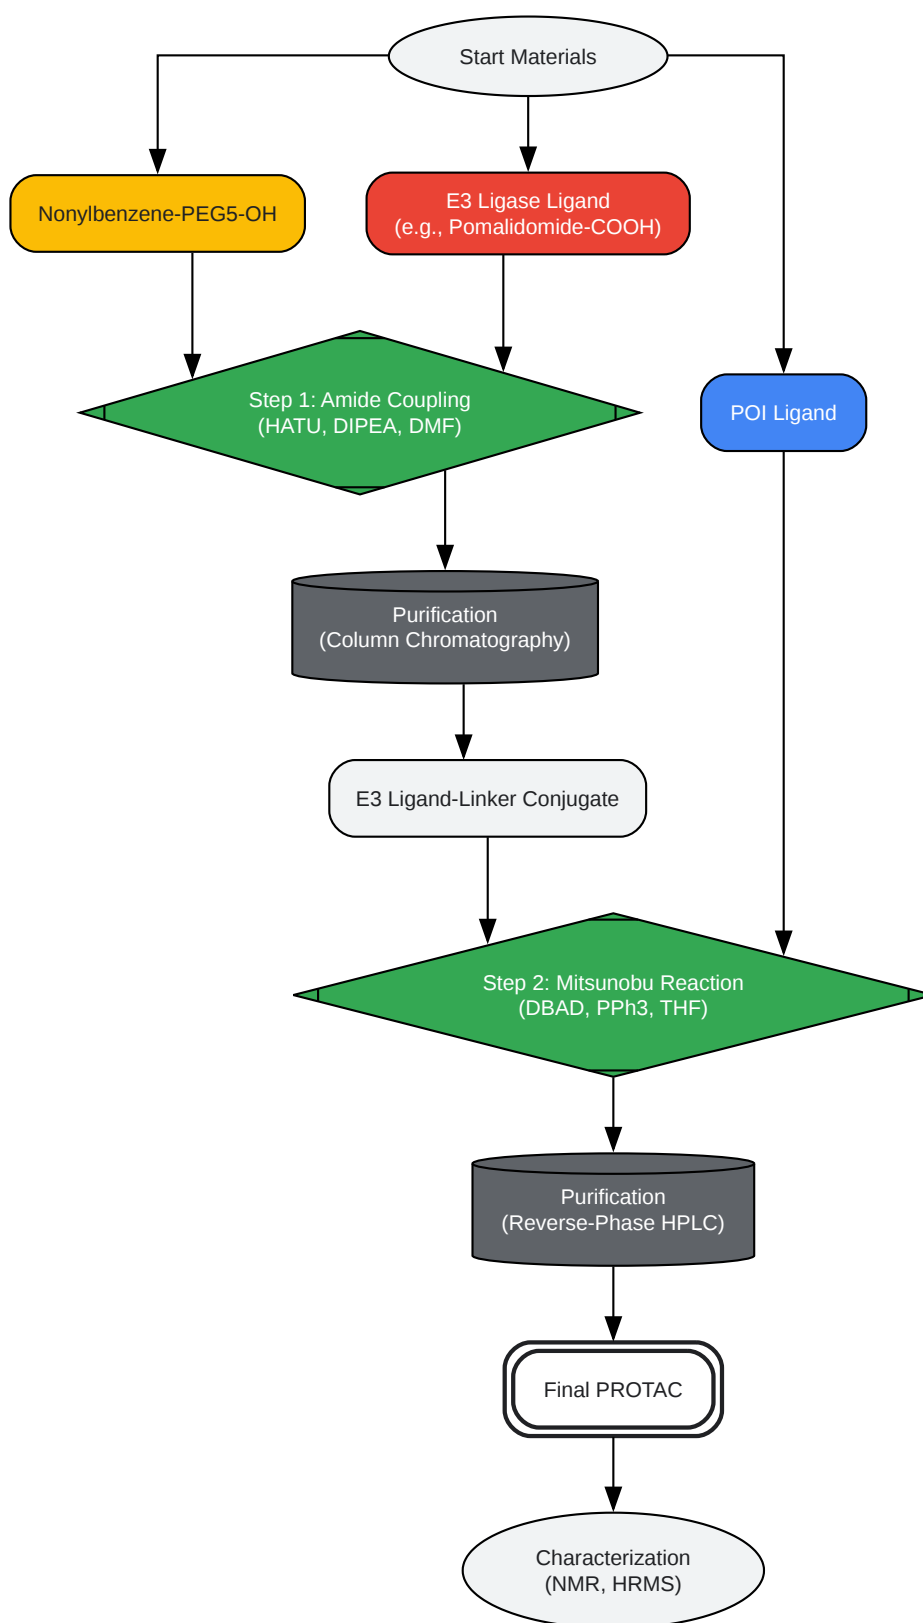 Start Materials
Nonylbenzene-PEG5-OH
E3 Ligase Ligand
(e.g., Pomalidomide-COOH)
Step 1: Amide Coupling
(HATU, DIPEA, DMF)
POI Ligand
Purification
(Column Chromatography)
E3 Ligand-Linker Conjugate
Step 2: Mitsunobu Reaction
(DBAD, PPh3, THF)
Purification
(Reverse-Phase HPLC)
Final PROTAC
Characterization
(NMR, HRMS)